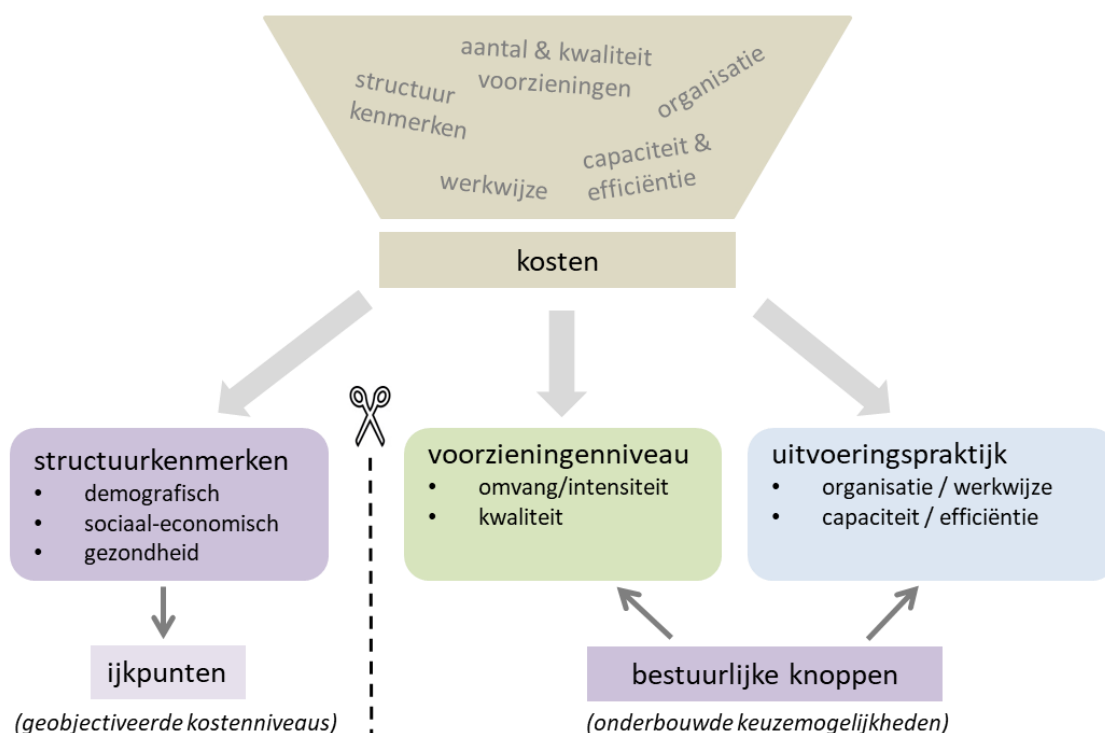 aantal & kwaliteit
voorzieningen
structuur
kenmerken
organisatie
werkwijze
capaciteit &
efficiëntie
kosten
structuurkenmerken
• demografisch
• sociaal-economisch
• gezondheid
voorzieningenniveau
• omvang/intensiteit
• kwaliteit
uitvoeringspraktijk
• organisatie / werkwijze
• capaciteit / efficiëntie
ijkpunten
(geobjectiveerde kostenniveaus)
bestuurlijke knoppen
(onderbouwde keuzemogelijkheden)